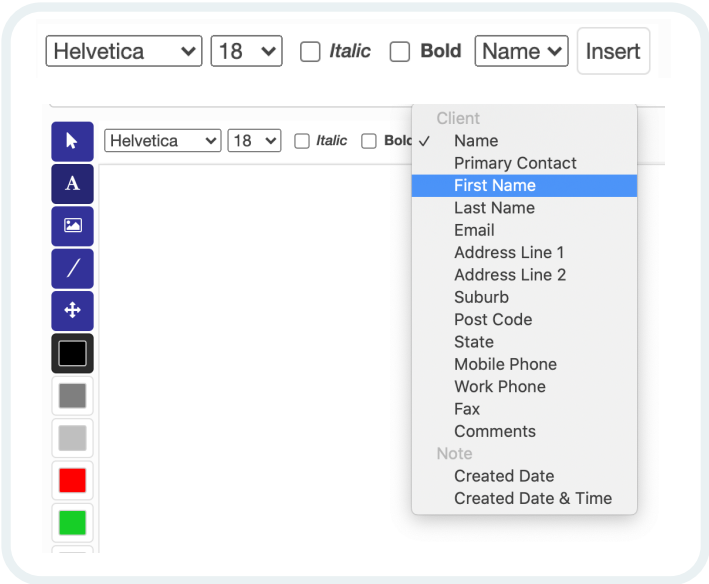 Helvetica 18 Italic Bold Name Insert
Client
A Helvetica 18 Italic Bold ✓ Name
Primary Contact
First Name
Last Name
Email
Address Line 1
Address Line 2
Suburb
Post Code
State
Mobile Phone
Work Phone
Fax
Comments
Note
Created Date
Created Date & Time